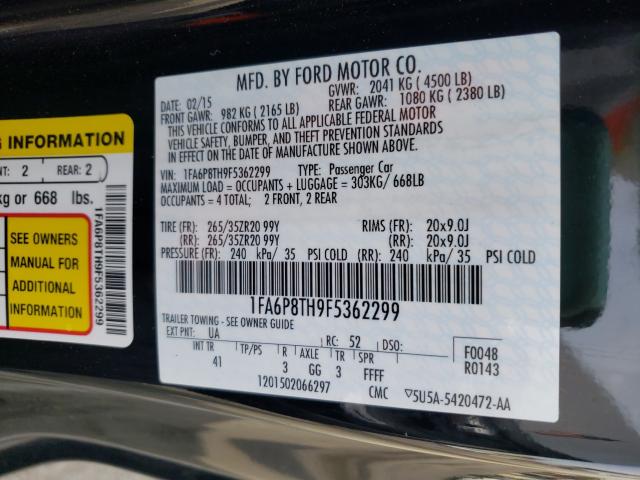 MFD. BY FORD MOTOR CO.
02/15
GVWR: 2041 KG ( 4500 LB)
FRONT GAWR: 982 KG ( 2165 LB)
REAR GAWR: 1080 KG ( 2380 LB)
THIS VEHICLE CONFORMS TO ALL APPLICABLE FEDERAL MOTOR
VEHICLE SAFETY, BUMPER, AND THEFT PREVENTION STANDARDS
IN EFFECT ON THE DATE OF MANUFACTURE SHOWN ABOVE.
VIN: 1FA6P8TH9F5362299 TYPE: Passenger Car
MAXIMUM LOAD = OCCUPANTS + LUGGAGE = 303KG/ 668LB
OCCUPANTS = 4 TOTAL; 2 FRONT, 2 REAR
TIRE (FR): 265/35ZR20 99Y RIMS (FR): 20x9.0J
(RR): 265/35ZR20 99Y (RR): 20x9.0J
PRESSURE (FR): 240 kPa/ 35 PSI COLD (RR): 240 kPa/ 35 PSI COLD
1FA6P8TH9F5362299
TRAILER TOWING - SEE OWNER GUIDE
EXT PNT: UA RC: 52 DSO:
INT TR TP/PS R AXLE TR SPR
41 3 GG 3 FFFF
F0048
R0143
1201502066297 CMC 5U5A-5420472-AA
G INFORMATION
NT: 2 REAR: 2
kg or 668 lbs.
SEE OWNERS
MANUAL FOR
ADDITIONAL
INFORMATION
1FA6P8TH9F5362299